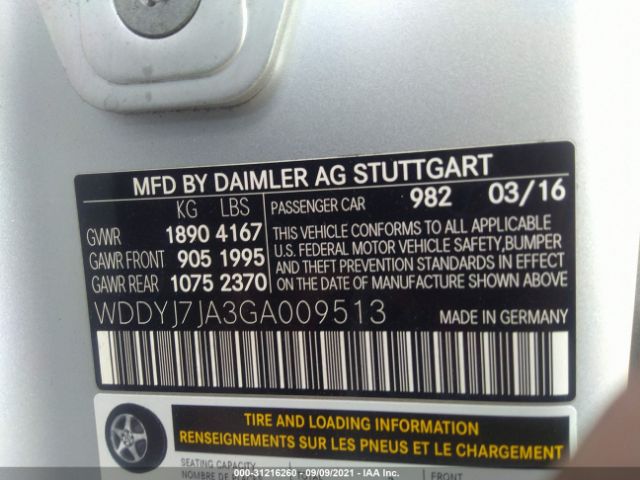 MFD BY DAIMLER AG STUTTGART
KG LBS PASSENGER CAR 982 03/16
GVWR 1890 4167
GAWR FRONT 905 1995
GAWR REAR 1075 2370
THIS VEHICLE CONFORMS TO ALL APPLICABLE
U.S. FEDERAL MOTOR VEHICLE SAFETY, BUMPER
AND THEFT PREVENTION STANDARDS IN EFFECT
ON THE DATE OF MANUFACTURE SHOWN ABOVE.
WDDYJ7JA3GA009513
TIRE AND LOADING INFORMATION
RENSEIGNEMENTS SUR LES PNEUS ET LE CHARGEMENT
SEATING CAPACITY
FRONT
000-31216260 - 09/09/2021 - IAA Inc.